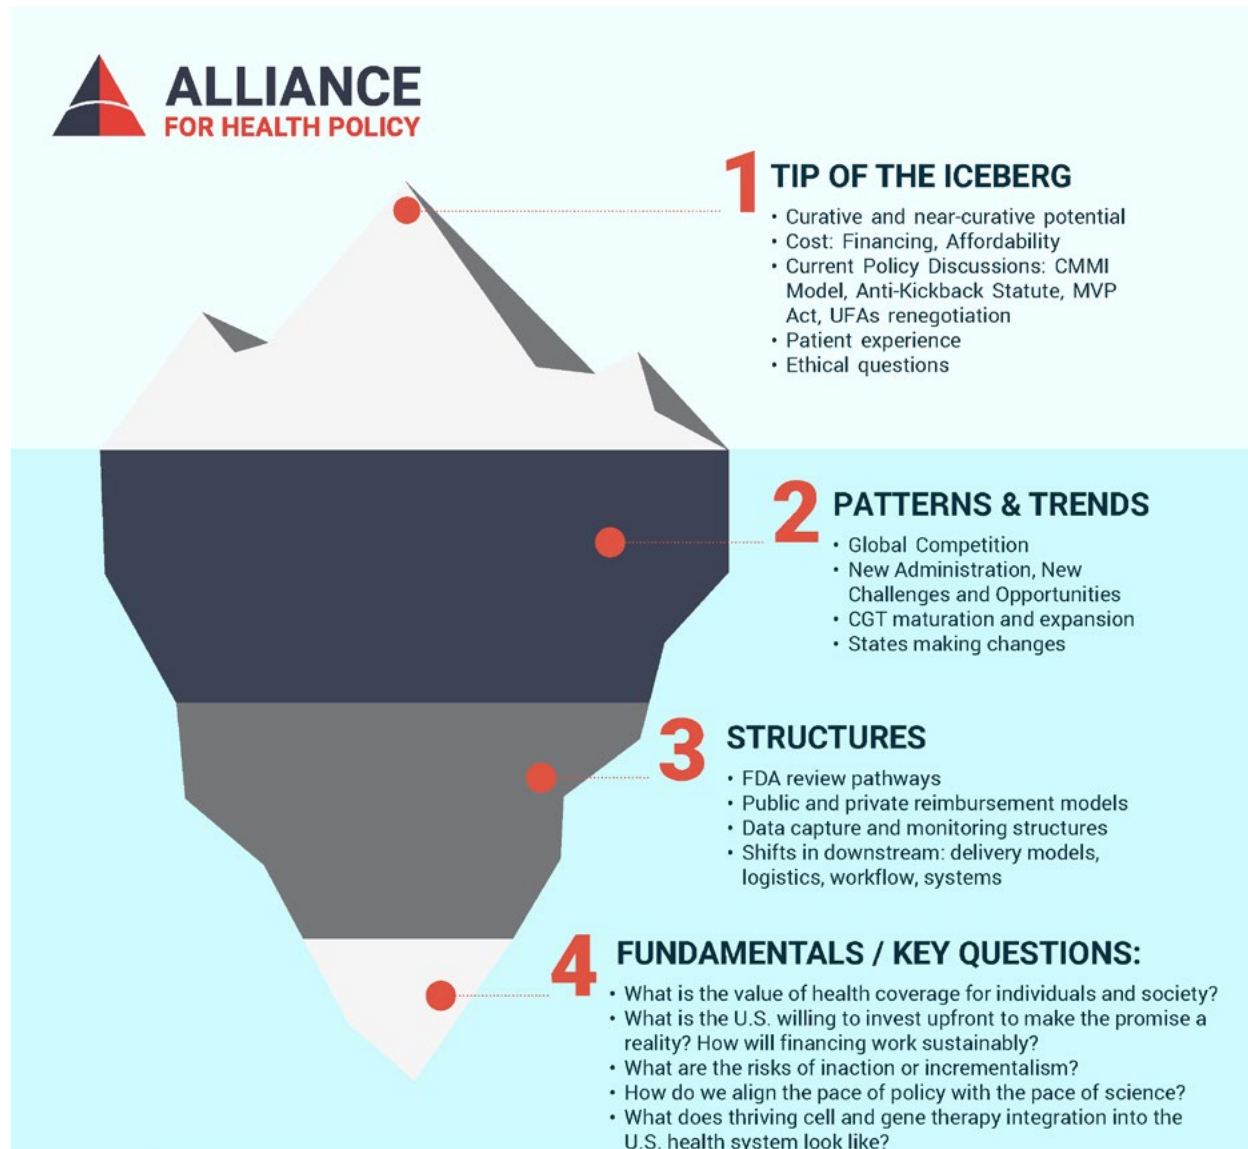 ALLIANCE
FOR HEALTH POLICY
1 TIP OF THE ICEBERG
• Curative and near-curative potential
• Cost: Financing, Affordability
• Current Policy Discussions: CMMI
Model, Anti-Kickback Statute, MVP
Act, UFAs renegotiation
• Patient experience
• Ethical questions
2 PATTERNS & TRENDS
• Global Competition
• New Administration, New
Challenges and Opportunities
• CGT maturation and expansion
• States making changes
3 STRUCTURES
• FDA review pathways
• Public and private reimbursement models
• Data capture and monitoring structures
• Shifts in downstream: delivery models,
logistics, workflow, systems
4 FUNDAMENTALS / KEY QUESTIONS:
• What is the value of health coverage for individuals and society?
• What is the U.S. willing to invest upfront to make the promise a
reality? How will financing work sustainably?
• What are the risks of inaction or incrementalism?
• How do we align the pace of policy with the pace of science?
• What does thriving cell and gene therapy integration into the
U.S. health system look like?